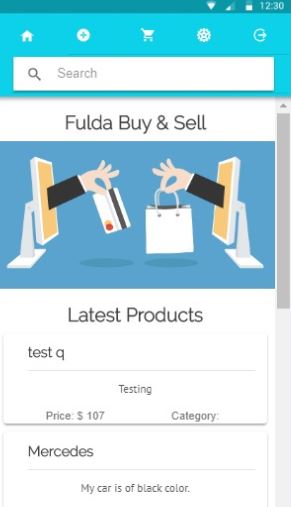 12:30
Search
Fulda Buy & Sell
Latest Products
test q
Testing
Price: $ 107 Category:
Mercedes
My car is of black color.